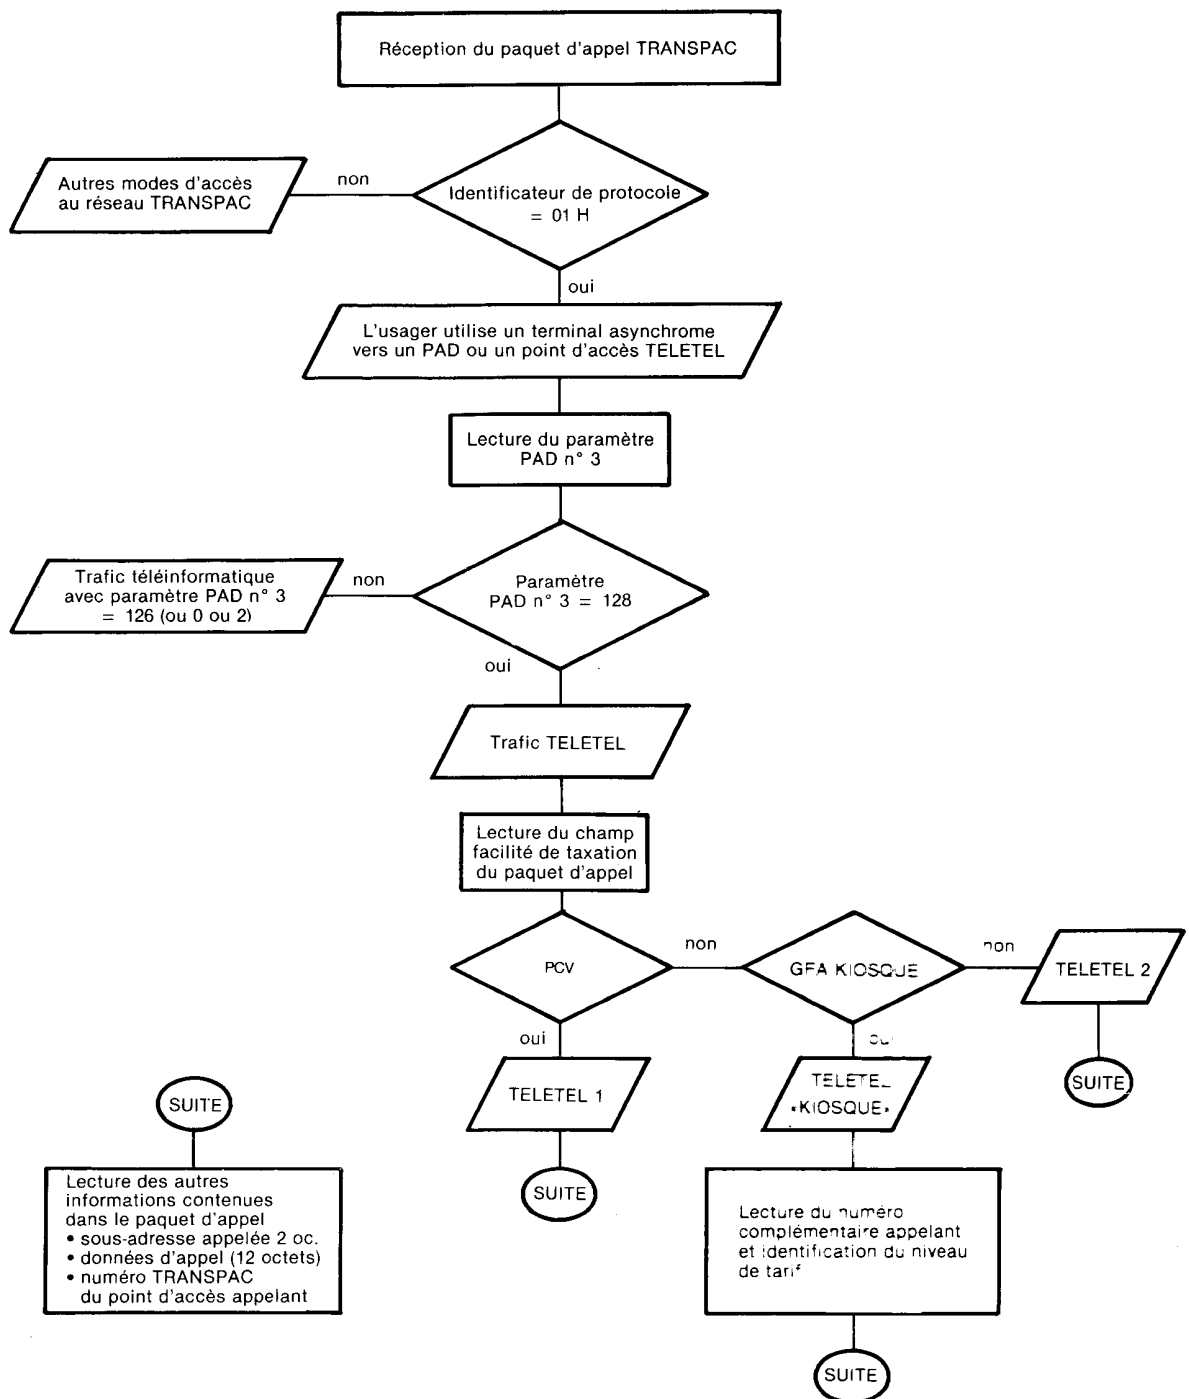 Réception du paquet d'appel TRANSPAC
Autres modes d'accès
au réseau TRANSPAC
non
Identificateur de protocole
= 01 H
oui
L'usager utilise un terminal asynchrome
vers un PAD ou un point d'accès TELETEL
Lecture du paramètre
PAD n° 3
Trafic téléinformatique
avec paramètre PAD n° 3
= 126 (ou 0 ou 2)
non
Paramètre
PAD n° 3 = 128
oui
Trafic TELETEL
Lecture du champ
facilité de taxation
du paquet d'appel
PCV
non
GFA KIOSQUE
non
TELETEL 2
oui
oui
TELETEL 1
TELETEL
«KIOSQUE»
SUITE
SUITE
SUITE
Lecture des autres
informations contenues
dans le paquet d'appel
• sous-adresse appelée 2 oc.
• données d'appel (12 octets)
• numéro TRANSPAC
du point d'accès appelant
Lecture du numéro
complémentaire appelant
et identification du niveau
de tarif
SUITE